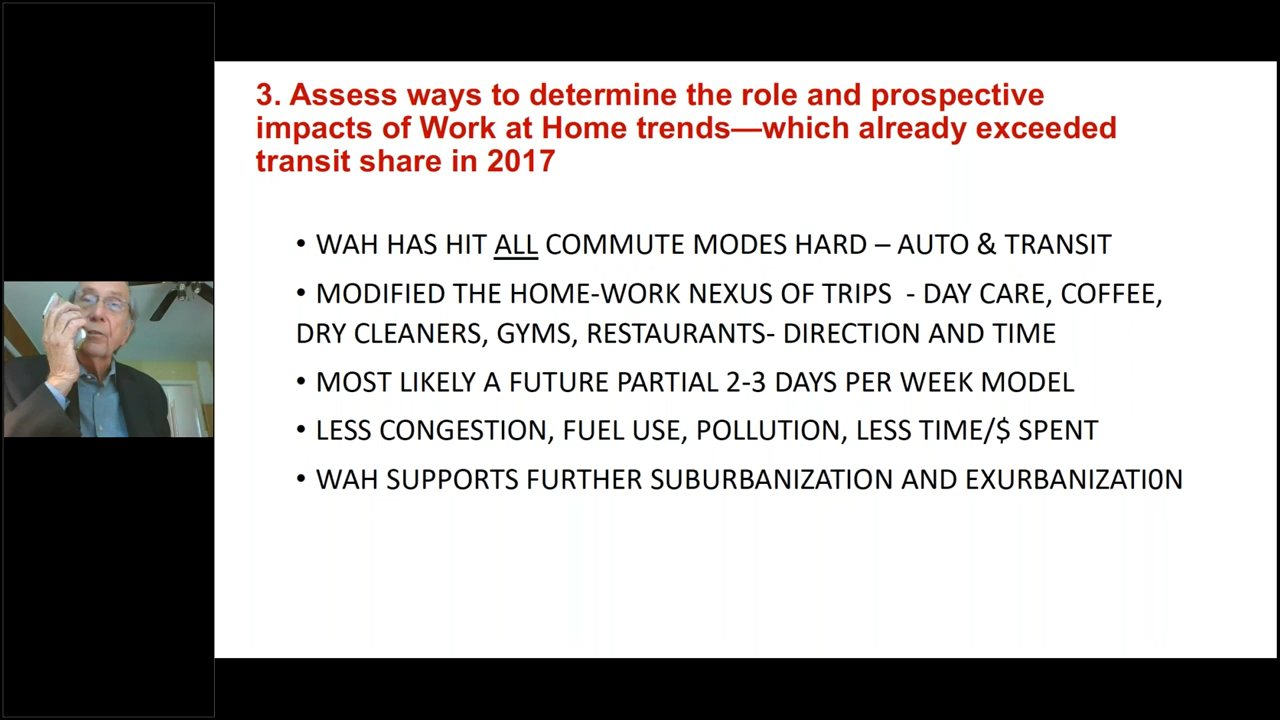 3. Assess ways to determine the role and prospective
impacts of Work at Home trends—which already exceeded
transit share in 2017
• WAH HAS HIT ALL COMMUTE MODES HARD – AUTO & TRANSIT
• MODIFIED THE HOME-WORK NEXUS OF TRIPS - DAY CARE, COFFEE,
DRY CLEANERS, GYMS, RESTAURANTS- DIRECTION AND TIME
• MOST LIKELY A FUTURE PARTIAL 2-3 DAYS PER WEEK MODEL
• LESS CONGESTION, FUEL USE, POLLUTION, LESS TIME/$ SPENT
• WAH SUPPORTS FURTHER SUBURBANIZATION AND EXURBANIZATI0N